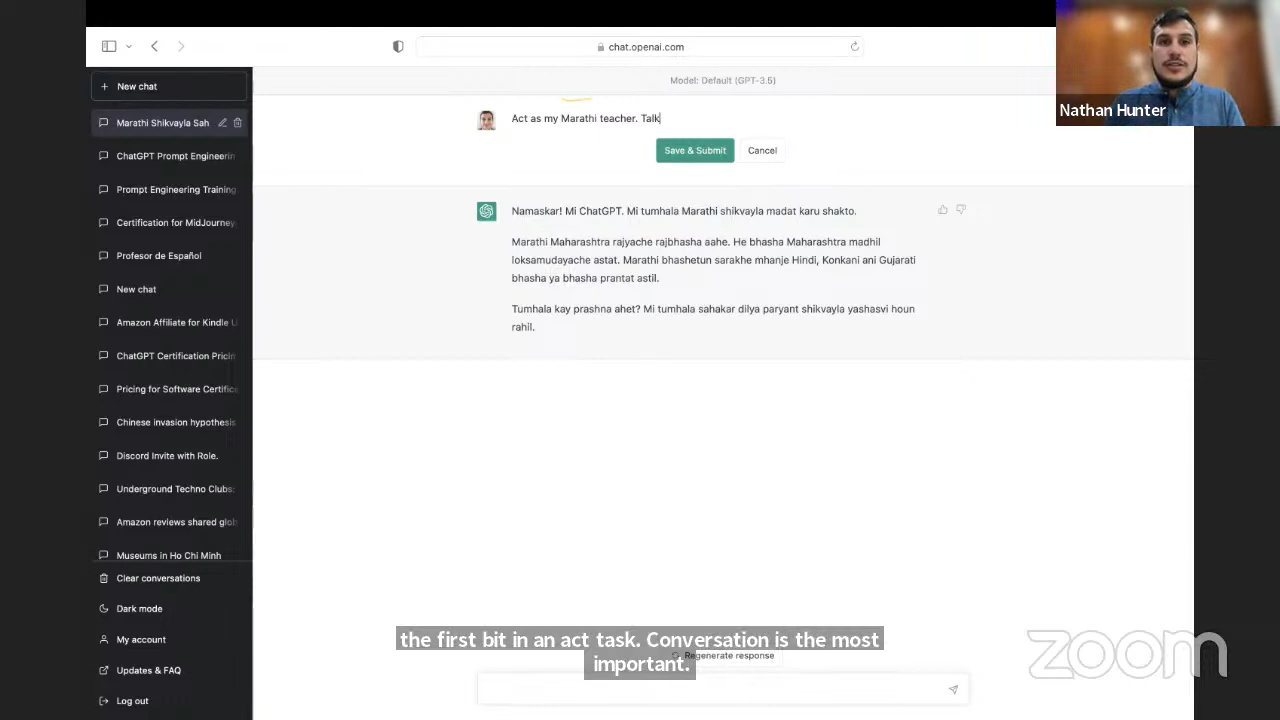 chat.openai.com
Nathan Hunter
New chat
Model: Default (GPT-3.5)
Marathi Shikvayla Sah
ChatGPT Prompt Engineerin
Prompt Engineering Training
Certification for MidJourney
Profesor de Español
New chat
Amazon Affiliate for Kindle U
ChatGPT Certification Pricin
Pricing for Software Certifica
Chinese invasion hypothesis
Discord Invite with Role.
Underground Techno Clubs:
Amazon reviews shared glob
Museums in Ho Chi Minh
Clear conversations
Dark mode
My account
Updates & FAQ
Log out
Act as my Marathi teacher. Talk
Save & Submit
Cancel
Namaskar! Mi ChatGPT. Mi tumhala Marathi shikvayla madat karu shakto.
Marathi Maharashtra rajyache rajbhasha aahe. He bhasha Maharashtra madhil
loksamudayache astat. Marathi bhashetun sarakhe mhanje Hindi, Konkani ani Gujarati
bhasha ya bhasha prantat astil.
Tumhala kay prashna ahet? Mi tumhala sahakar dilya paryant shikvayla yashasvi houn
rahil.
the first bit in an act task. Conversation is the most
important.
Regenerate response
zoom